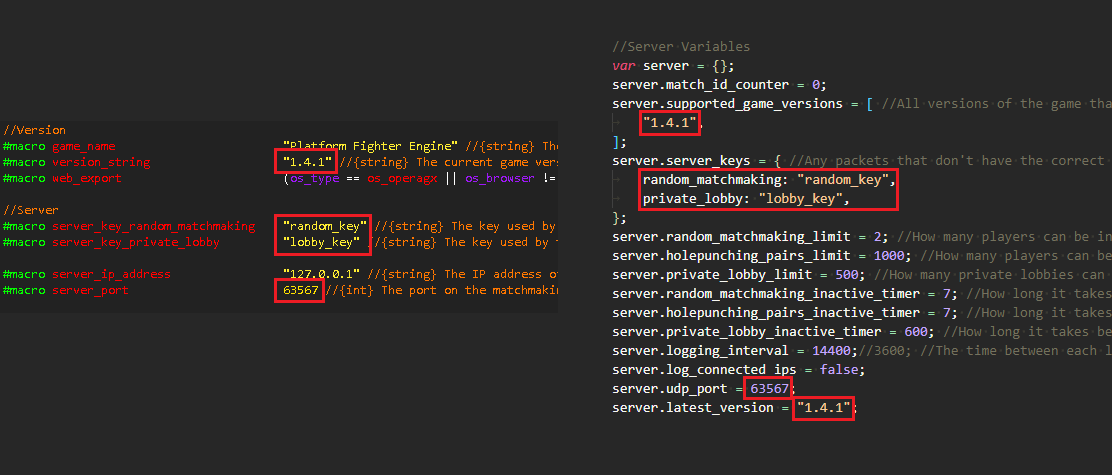 //Version
#macro game_name "Platform Fighter Engine" //{string} The
#macro version_string "1.4.1" //{string} The current game vers
#macro web_export (os_type == os_operagx || os_browser !=
//Server
#macro server_key_random_matchmaking "random_key" //{string} The key used by
#macro server_key_private_lobby "lobby_key" //{string} The key used by
#macro server_ip_address "127.0.0.1" //{string} The IP address o
#macro server_port 63567 //{int} The port on the matchmakin
//Server Variables
var server = {};
server.match_id_counter = 0;
server.supported_game_versions = [ //All versions of the game tha
"1.4.1",
];
server.server_keys = { //Any packets that don't have the correct
random_matchmaking: "random_key",
private_lobby: "lobby_key",
};
server.random_matchmaking_limit = 2; //How many players can be in
server.holepunching_pairs_limit = 1000; //How many players can be
server.private_lobby_limit = 500; //How many private lobbies can
server.random_matchmaking_inactive_timer = 7; //How long it takes
server.holepunching_pairs_inactive_timer = 7; //How long it takes
server.private_lobby_inactive_timer = 600; //How long it takes be
server.logging_interval = 14400;//3600; //The time between each l
server.log_connected_ips = false;
server.udp_port = 63567;
server.latest_version = "1.4.1";